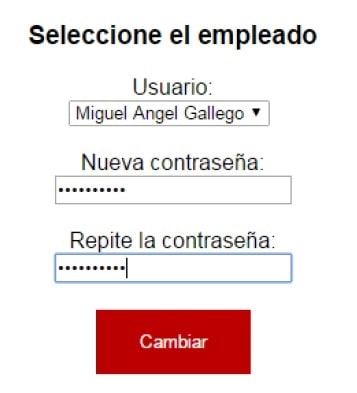 Seleccione el empleado
Usuario:
Miguel Angel Gallego ▼
Nueva contraseña:
••••••••••
Repite la contraseña:
••••••••••
Cambiar